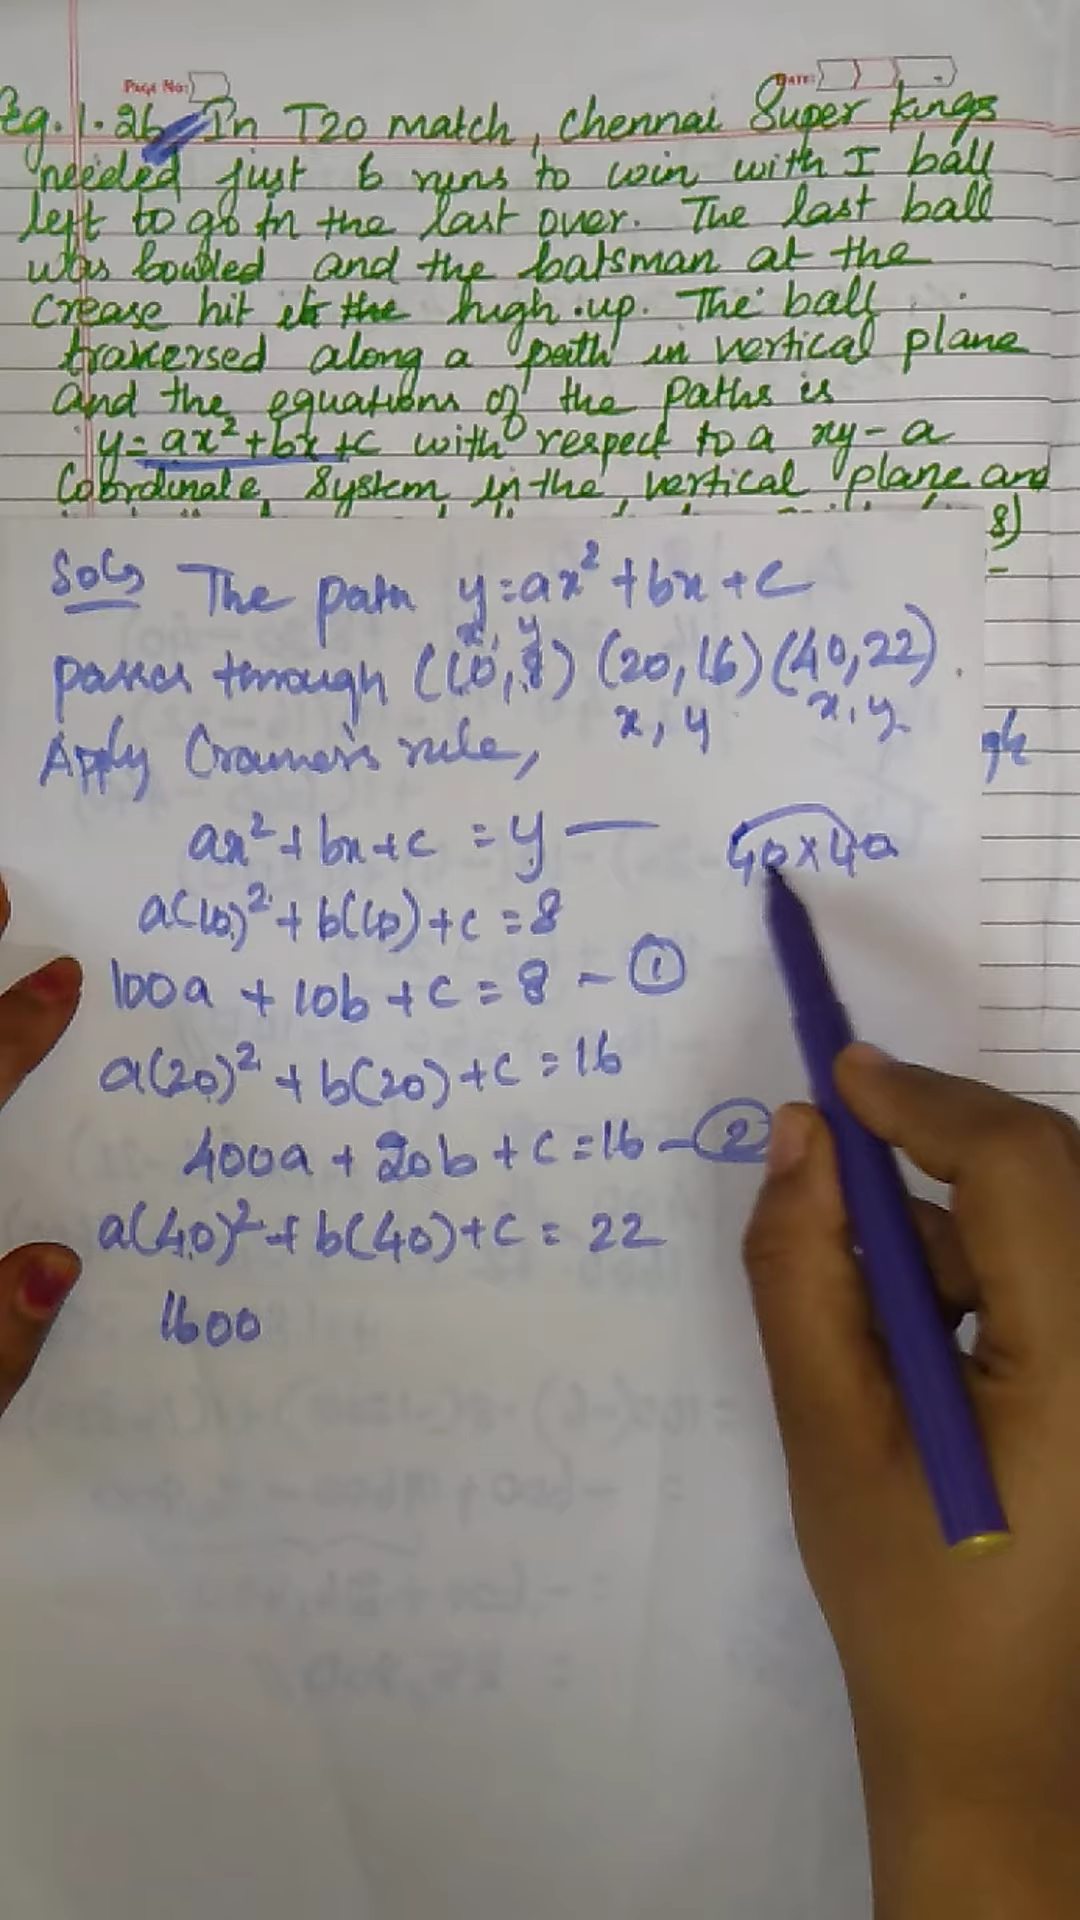 PAGE NO:
DATE:
Eg. 1.26 In T20 match, chennai Super kings
needed just 6 runs to win with 1 ball
left to go in the last over. The last ball
was bowled and the batsman at the
crease hit it the high up. The ball
traversed along a path in vertical plane
and the equations of the paths is
y=ax²+bx+c with respect to a xy-a
Coordinate System in the vertical plane and
8)
Soln The path y=ax²+bx+c
x, y
passes through (10,8) (20,16) (40,22).
x, y x, y
Apply Cramer's rule,
ax²+bx+c = y —
40x40
a(10)²+b(10)+c = 8
100a + 10b + c = 8 - ①
a(20)²+b(20)+c = 16
400a + 20b + c = 16 - ②
a(40)²+b(40)+c = 22
1600